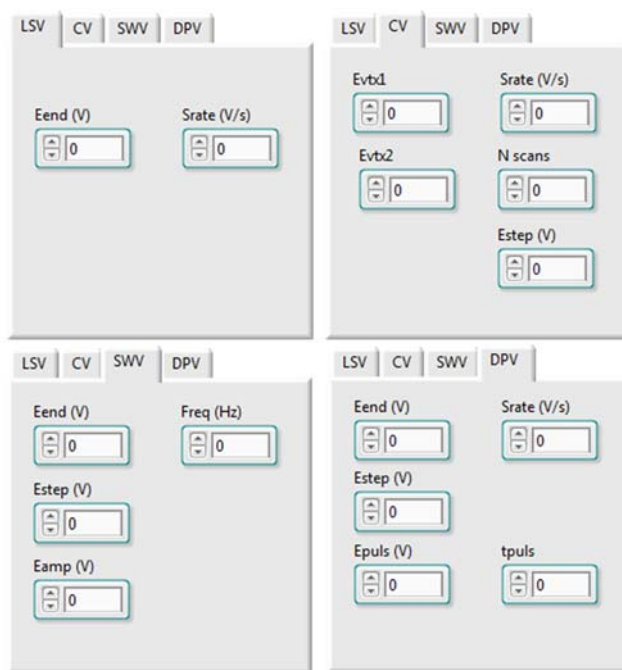 LSV CV SWV DPV
Eend (V) Srate (V/s)
0 0
LSV CV SWV DPV
Evtx1 Srate (V/s)
0 0
Evtx2 N scans
0 0
Estep (V)
0
LSV CV SWV DPV
Eend (V) Freq (Hz)
0 0
Estep (V)
0
Eamp (V)
0
LSV CV SWV DPV
Eend (V) Srate (V/s)
0 0
Estep (V)
0
Epuls (V) tpuls
0 0